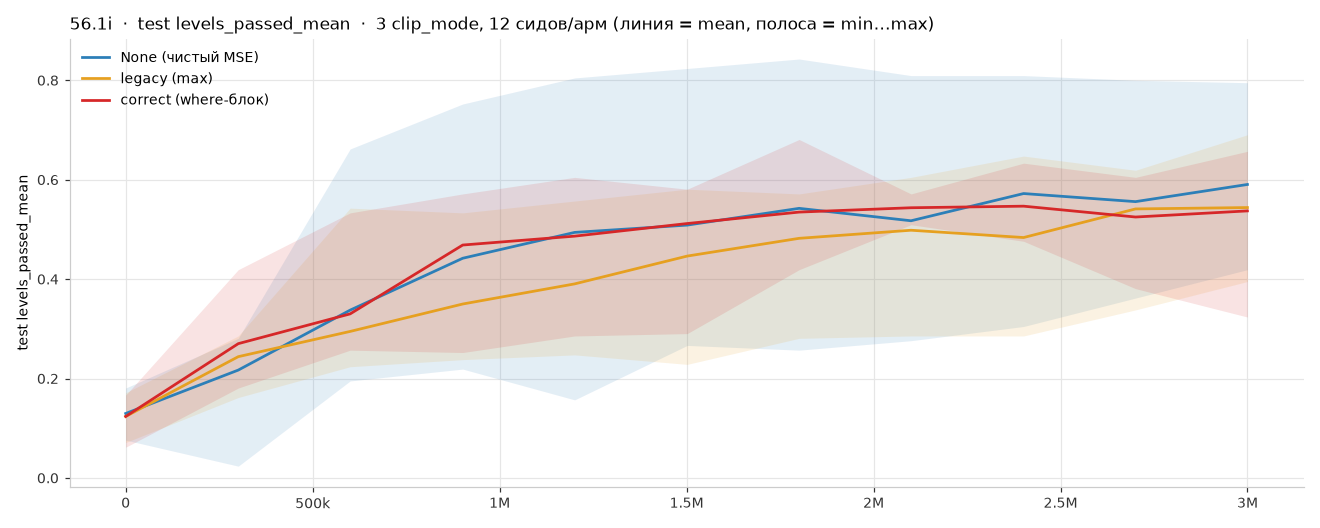 56.1i · test levels_passed_mean · 3 clip_mode, 12 сидов/арм (линия = mean, полоса = min…max)
None (чистый MSE)
legacy (max)
correct (where-блок)
test levels_passed_mean
0.8
0.6
0.4
0.2
0.0
0
500k
1M
1.5M
2M
2.5M
3M